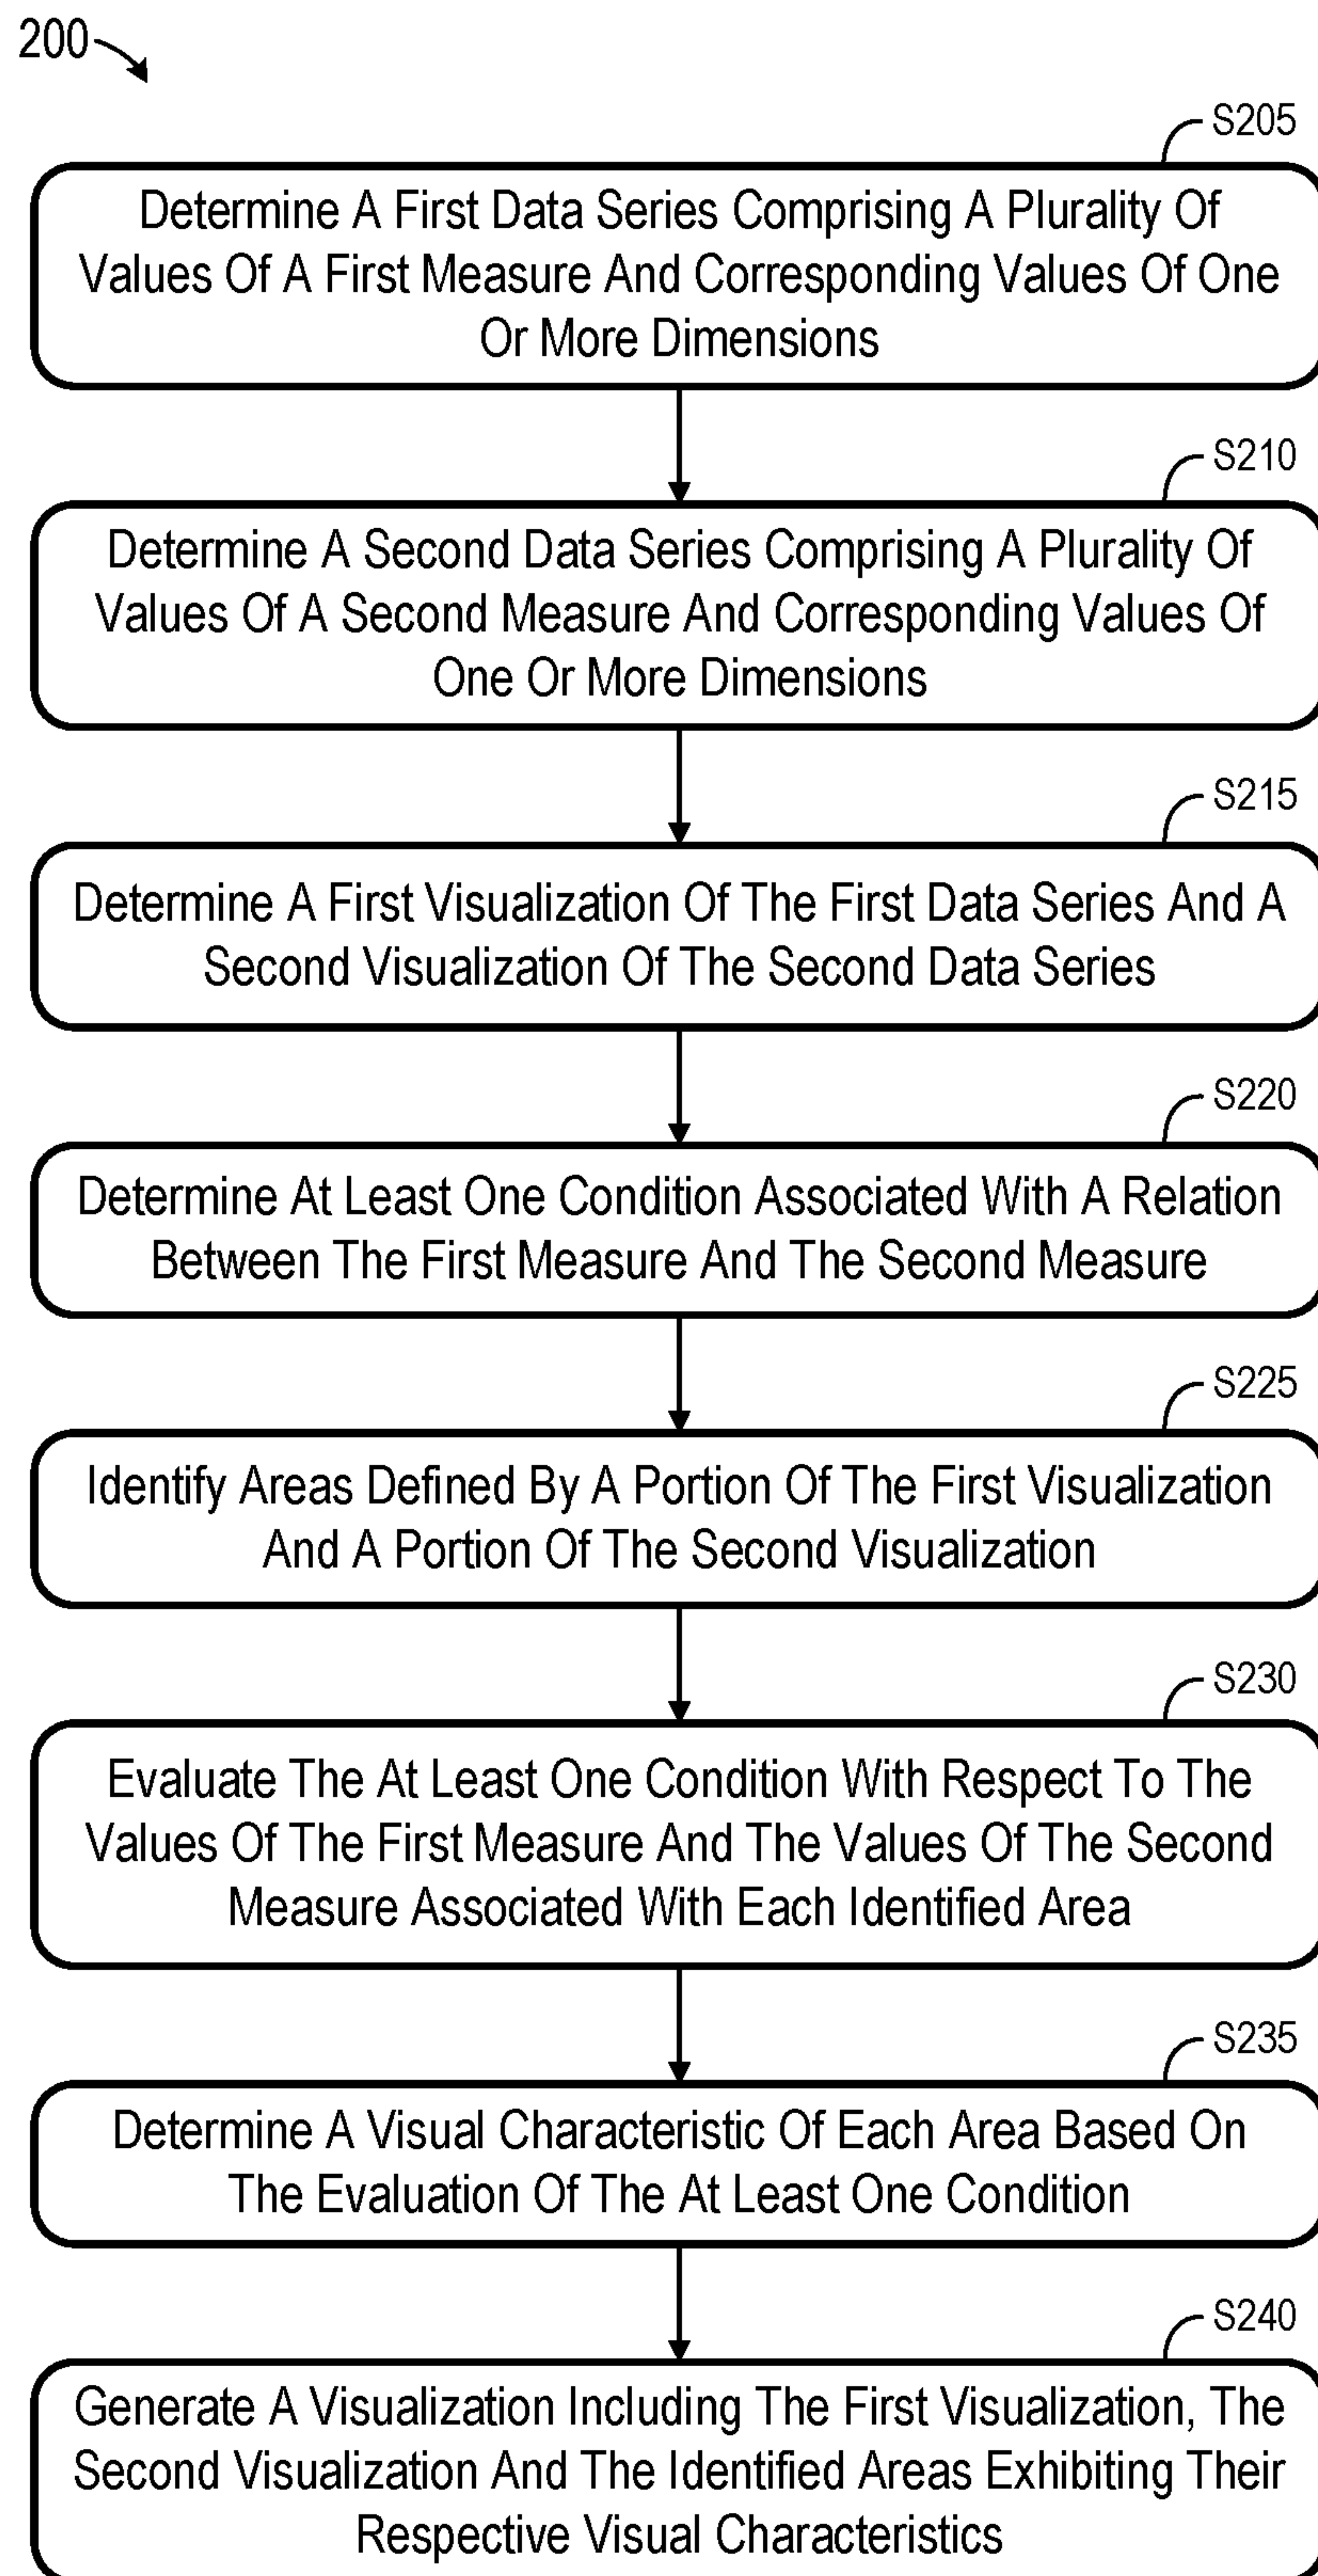 200
S205
Determine A First Data Series Comprising A Plurality Of
Values Of A First Measure And Corresponding Values Of One
Or More Dimensions
S210
Determine A Second Data Series Comprising A Plurality Of
Values Of A Second Measure And Corresponding Values Of
One Or More Dimensions
S215
Determine A First Visualization Of The First Data Series And A
Second Visualization Of The Second Data Series
S220
Determine At Least One Condition Associated With A Relation
Between The First Measure And The Second Measure
S225
Identify Areas Defined By A Portion Of The First Visualization
And A Portion Of The Second Visualization
S230
Evaluate The At Least One Condition With Respect To The
Values Of The First Measure And The Values Of The Second
Measure Associated With Each Identified Area
S235
Determine A Visual Characteristic Of Each Area Based On
The Evaluation Of The At Least One Condition
S240
Generate A Visualization Including The First Visualization, The
Second Visualization And The Identified Areas Exhibiting Their
Respective Visual Characteristics